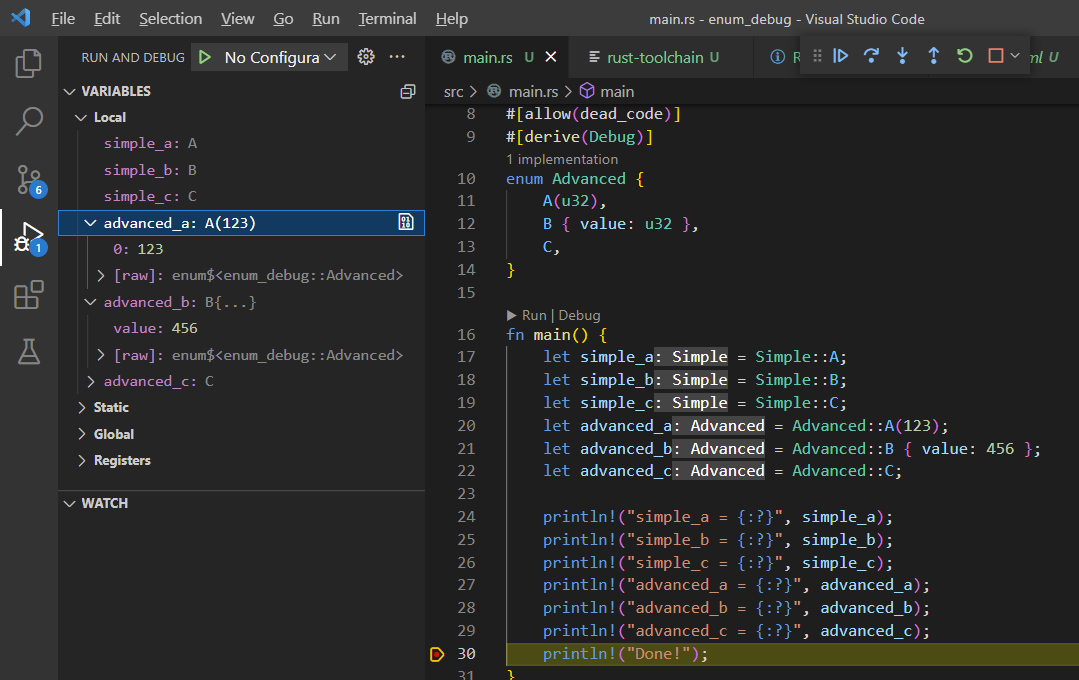 File Edit Selection View Go Run Terminal Help main.rs - enum_debug - Visual Studio Code
RUN AND DEBUG No Configura
main.rs U
rust-toolchain U
ml U
src > main.rs > main
VARIABLES
Local
simple_a: A
simple_b: B
simple_c: C
advanced_a: A(123)
0: 123
[raw]: enum$<enum_debug::Advanced>
advanced_b: B{...}
value: 456
[raw]: enum$<enum_debug::Advanced>
advanced_c: C
Static
Global
Registers
WATCH
6
1
8 #[allow(dead_code)]
9 #[derive(Debug)]
1 implementation
10 enum Advanced {
11 A(u32),
12 B { value: u32 },
13 C,
14 }
15
Run | Debug
16 fn main() {
17 let simple_a: Simple = Simple::A;
18 let simple_b: Simple = Simple::B;
19 let simple_c: Simple = Simple::C;
20 let advanced_a: Advanced = Advanced::A(123);
21 let advanced_b: Advanced = Advanced::B { value: 456 };
22 let advanced_c: Advanced = Advanced::C;
23
24 println!("simple_a = {:?}", simple_a);
25 println!("simple_b = {:?}", simple_b);
26 println!("simple_c = {:?}", simple_c);
27 println!("advanced_a = {:?}", advanced_a);
28 println!("advanced_b = {:?}", advanced_b);
29 println!("advanced_c = {:?}", advanced_c);
30 println!("Done!");
31 }